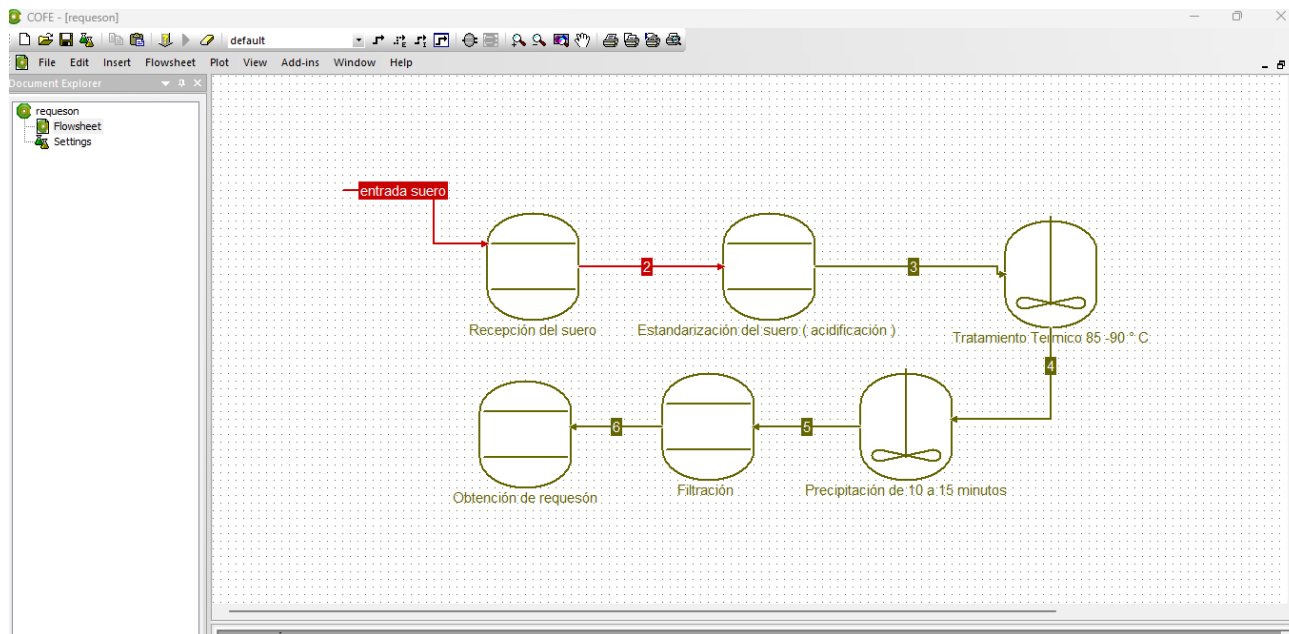 COFE - [requeson]
default
File Edit Insert Flowsheet Plot View Add-ins Window Help
Document Explorer
requeson
Flowsheet
Settings
entrada suero
2
3
Recepción del suero
Estandarización del suero ( acidificación )
Tratamiento Termico 85 -90 ° C
4
6
5
Obtención de requesón
Filtración
Precipitación de 10 a 15 minutos